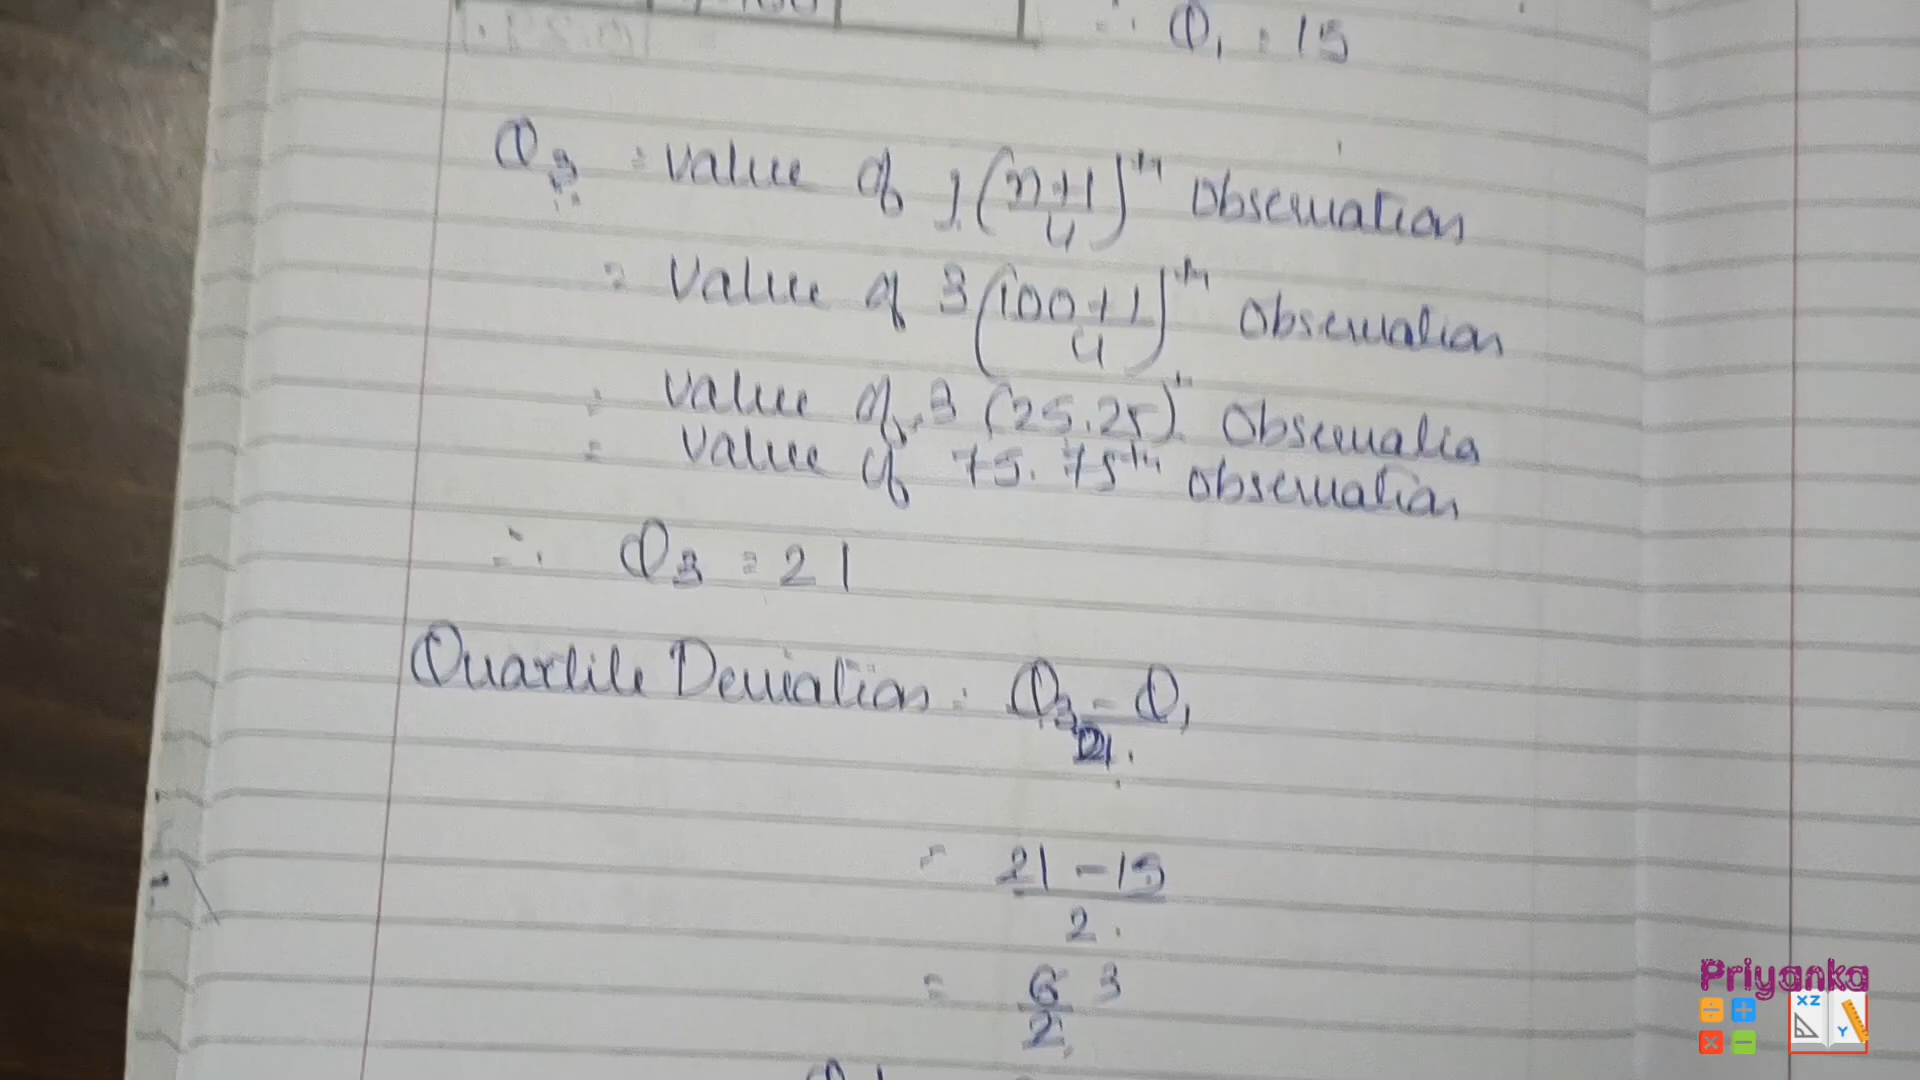 ∴ Q₁ = 15
Q₃ = value of j(n+1/4)th observation
= Value of 3(100+1/4)th observation
= value of 3(25.25)th observatio
= value of 75.75th observation
∴ Q₃ = 21
Quartile Deviation = Q₃ - Q₁ / 2
= 21 - 15 / 2
= 6/2 3
Priyanka
XZ
Y